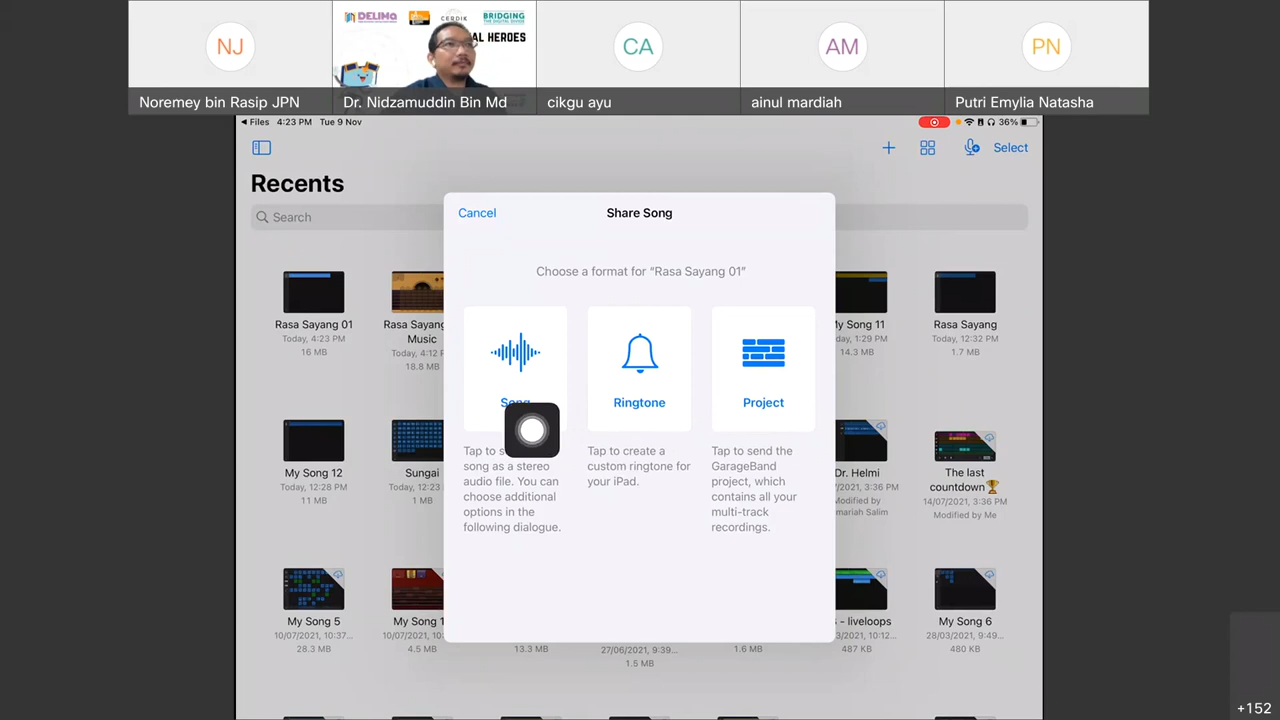 NJ
DELIMa
CERDIK
BRIDGING
THE DIGITAL DIVIDE
AL HEROES
CA
AM
PN
Noremey bin Rasip JPN
Dr. Nidzamuddin Bin Md
cikgu ayu
ainul mardiah
Putri Emylia Natasha
Files 4:23 PM Tue 9 Nov
36%
Select
Recents
Search
Cancel
Share Song
Choose a format for “Rasa Sayang 01”
Song
Ringtone
Project
song as a stereo
audio file. You can
choose additional
options in the
following dialogue.
Tap to create a
custom ringtone for
your iPad.
Tap to send the
GarageBand
project, which
contains all your
multi-track
recordings.
Rasa Sayang 01
Today, 4:23 PM
16 MB
Rasa Sayang
Music
Today, 4:12 P
18.8 MB
My Song 11
, 1:29 PM
14.3 MB
Rasa Sayang
Today, 12:32 PM
1.7 MB
My Song 12
Today, 12:28 PM
11 MB
Sungai
Today, 12:23
1 MB
Dr. Helmi
/2021, 3:36 PM
Modified by
mariah Salim
The last
countdown🏆
14/07/2021, 3:36 PM
Modified by Me
My Song 5
10/07/2021, 10:37...
28.3 MB
My Song 1
10/07/2021, 10:
4.5 MB
13.3 MB
27/06/2021, 9:39...
1.5 MB
1.6 MB
- liveloops
/2021, 10:12...
487 KB
My Song 6
28/03/2021, 9:49...
480 KB
+152